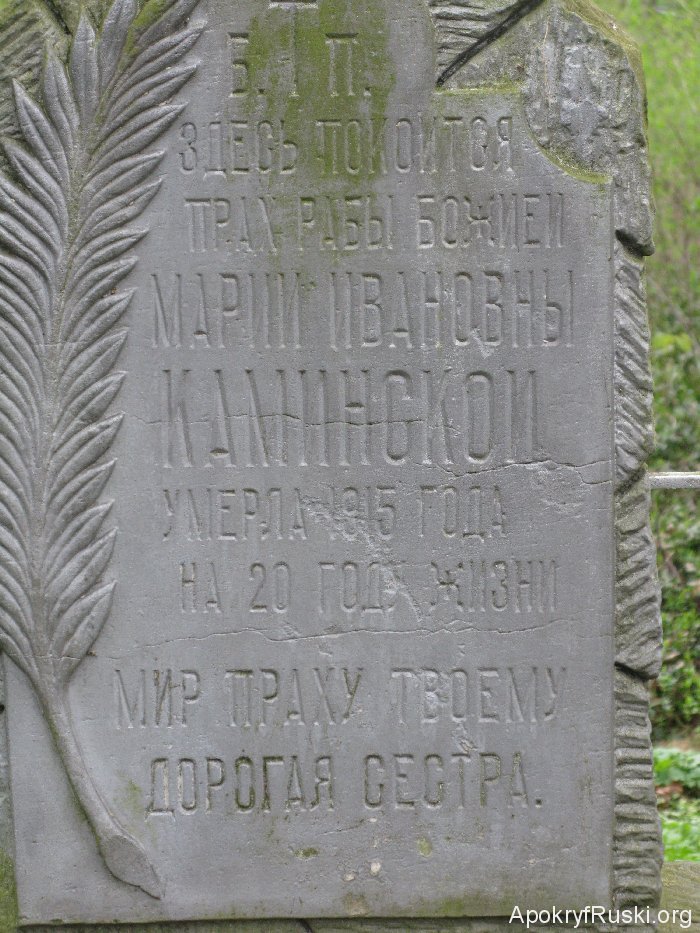 Б. I П.
ЗДЕСЬ ПОКОИТСЯ
ПРАХ РАБЫ БОЖИЕЙ
МАРИИ ИВАНОВНЫ
КАМИНСКОЙ
УМЕРЛА 1915 ГОДА
НА 20 ГОДУ ЖИЗНИ
МИР ПРАХУ ТВОЕМУ
ДОРОГАЯ СЕСТРА.
ApokryfRuski.org